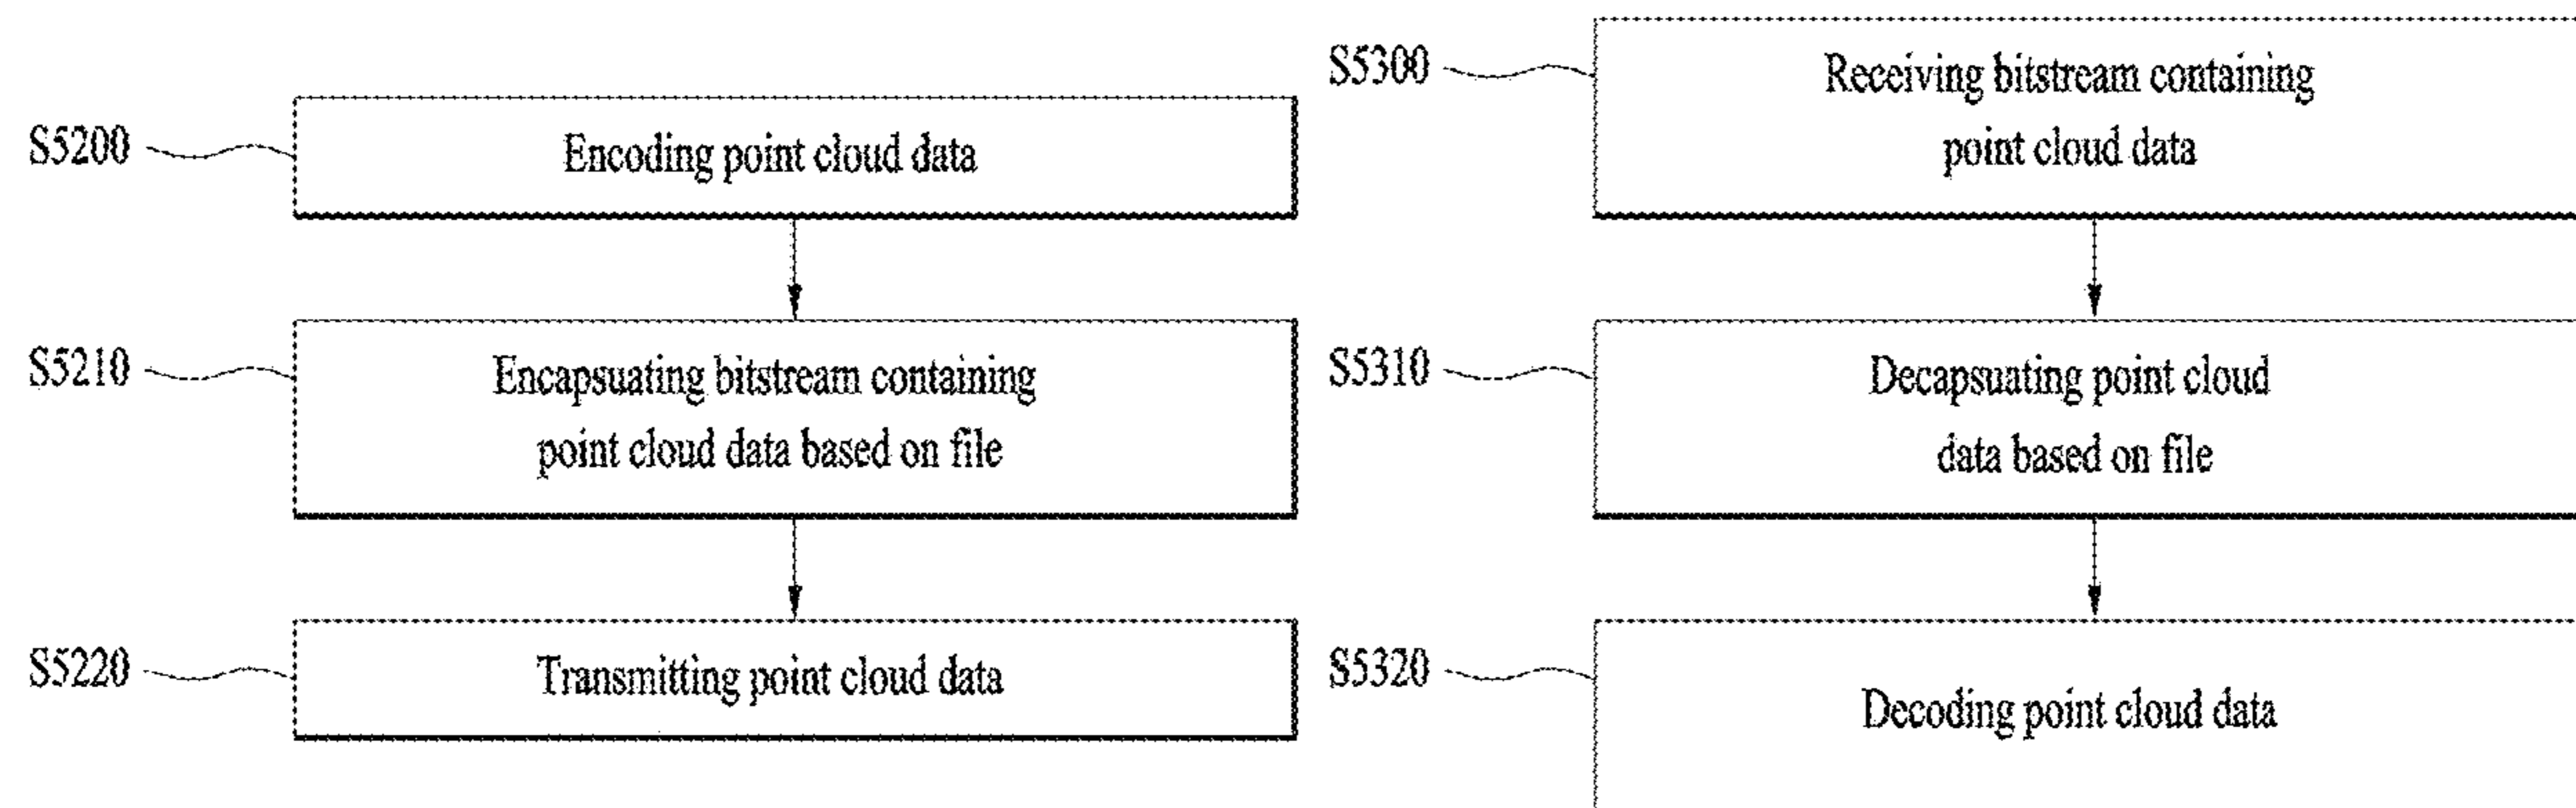 S5200
Encoding point cloud data
S5210
Encapsuating bitstream containing
point cloud data based on file
S5220
Transmitting point cloud data
S5300
Receiving bitstream containing
point cloud data
S5310
Decapsuating point cloud
data based on file
S5320
Decoding point cloud data